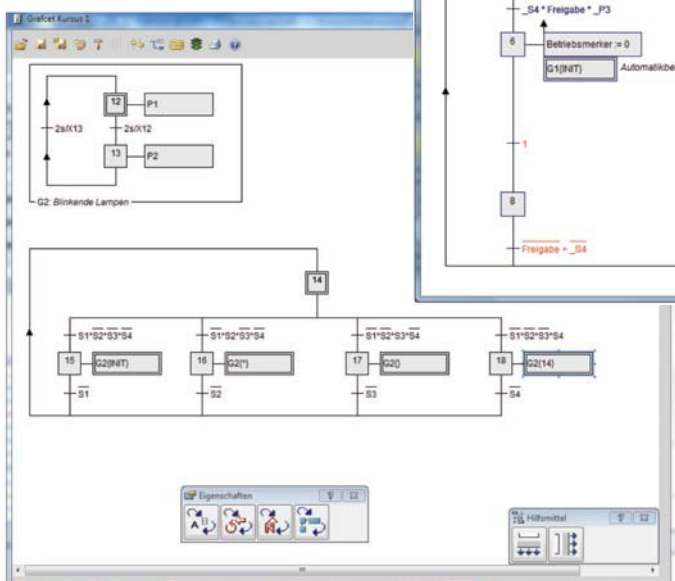 Grafcet Kursus 1
_S4 * Freigabe * _P3
6
Betriebsmerker := 0
G1{INIT}
Automatikbe
1
8
Freigabe + _S4
12
P1
2s/X13
2s/X12
13
P2
G2: Blinkende Lampen
14
S1*S2*S3*S4
S1*S2*S3*S4
S1*S2*S3*S4
S1*S2*S3*S4
15
G2{INIT}
16
G2{*}
17
G2{}
18
G2{14}
S1
S2
S3
S4
Eigenschaften
Hilfsmittel